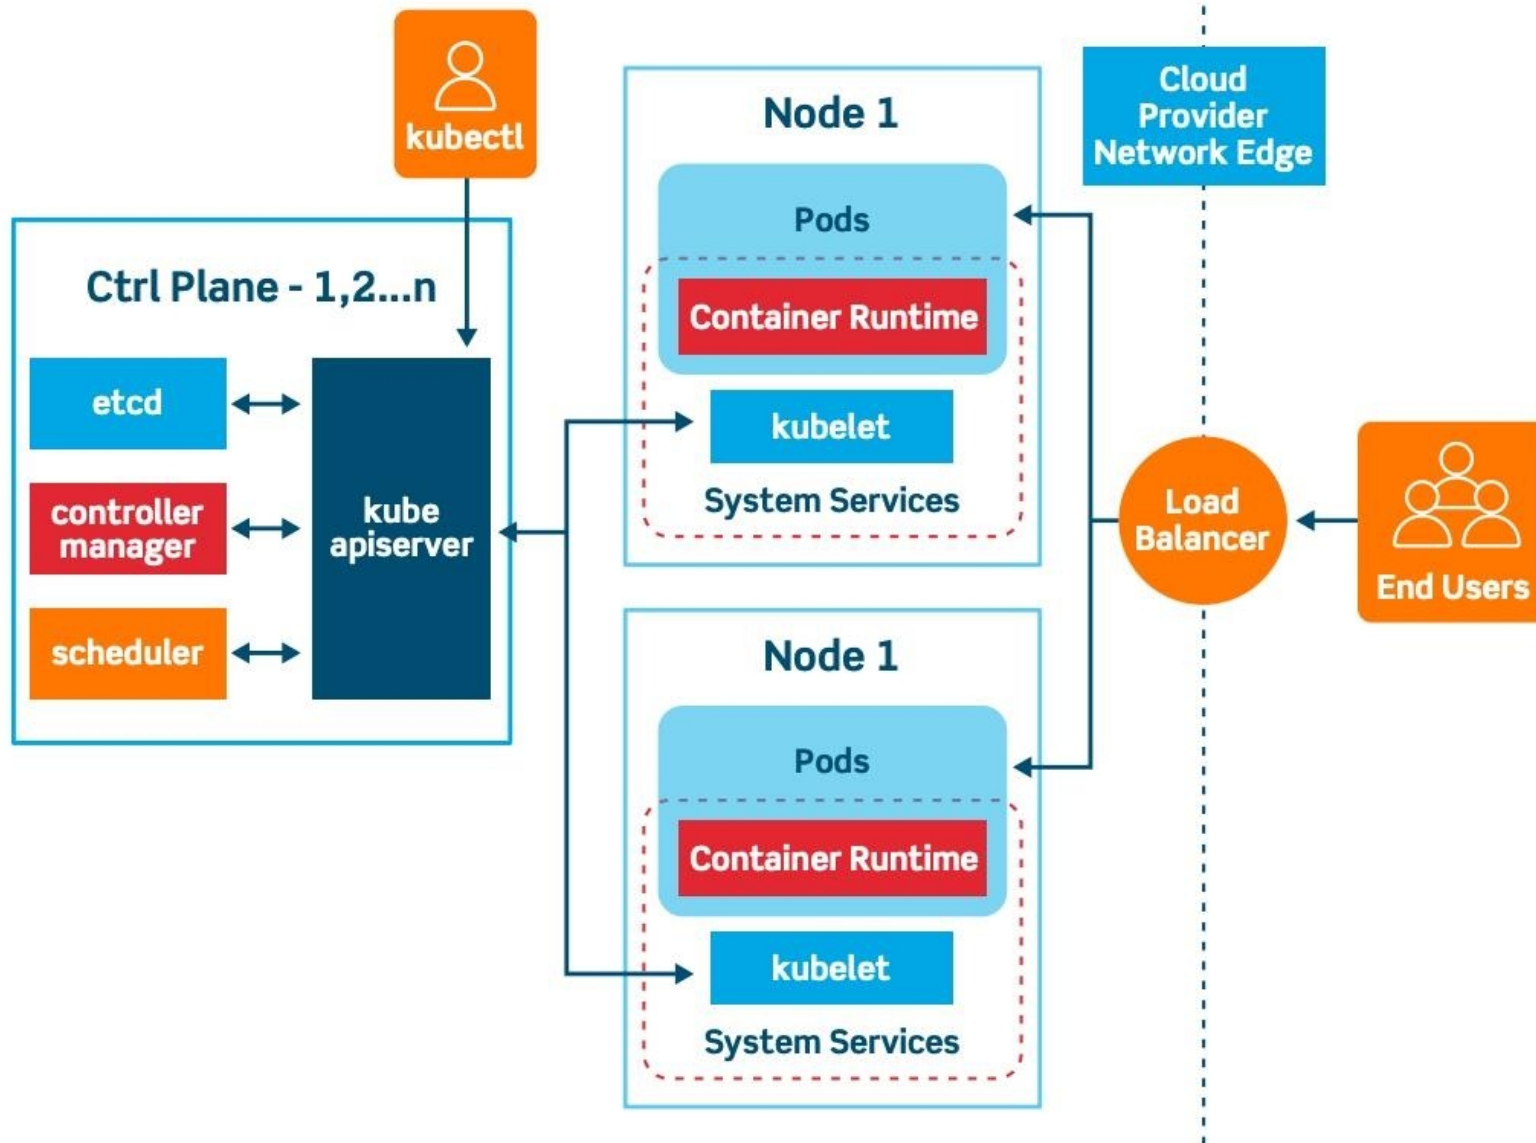 kubectl
Ctrl Plane - 1,2...n
etcd
controller
manager
scheduler
kube
apiserver
Node 1
Pods
Container Runtime
kubelet
System Services
Node 1
Pods
Container Runtime
kubelet
System Services
Cloud
Provider
Network Edge
Load
Balancer
End Users